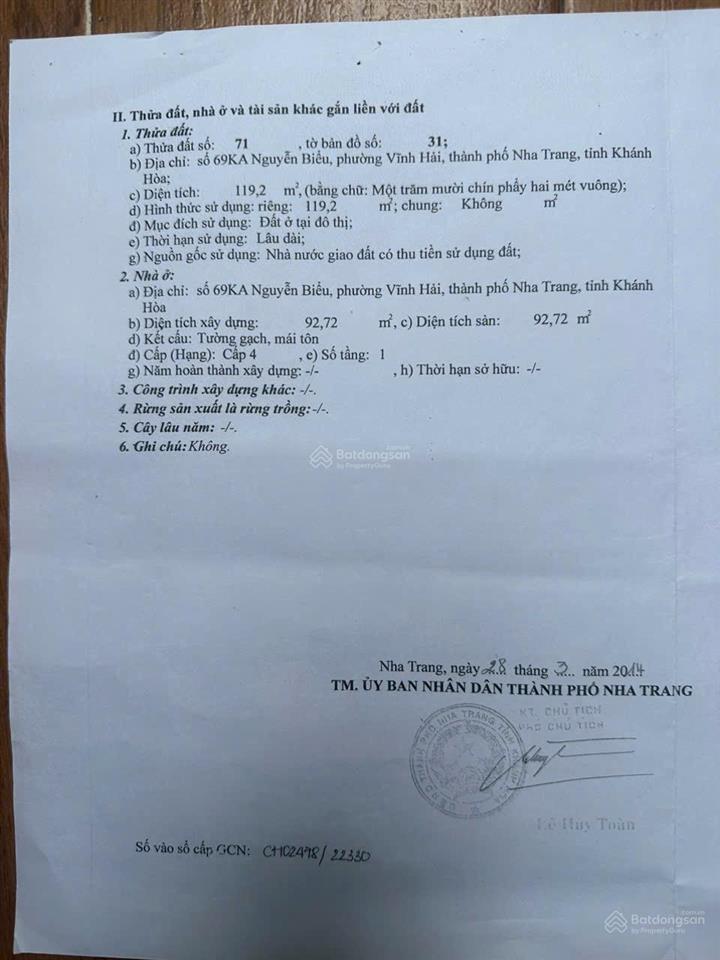 II. Thửa đất, nhà ở và tài sản khác gắn liền với đất
1. Thửa đất:
a) Thửa đất số: 71 , tờ bản đồ số: 31;
b) Địa chỉ: số 69KA Nguyễn Biểu, phường Vĩnh Hải, thành phố Nha Trang, tỉnh Khánh
Hòa;
c) Diện tích: 119,2 m², (bằng chữ: Một trăm mười chín phẩy hai mét vuông);
d) Hình thức sử dụng: riêng: 119,2 m²; chung: Không m²
đ) Mục đích sử dụng: Đất ở tại đô thị;
e) Thời hạn sử dụng: Lâu dài;
g) Nguồn gốc sử dụng: Nhà nước giao đất có thu tiền sử dụng đất;
2. Nhà ở:
a) Địa chỉ: số 69KA Nguyễn Biểu, phường Vĩnh Hải, thành phố Nha Trang, tỉnh Khánh
Hòa
b) Diện tích xây dựng: 92,72 m², c) Diện tích sàn: 92,72 m²
d) Kết cấu: Tường gạch, mái tôn
đ) Cấp (Hạng): Cấp 4 , e) Số tầng: 1
g) Năm hoàn thành xây dựng: -/- , h) Thời hạn sở hữu: -/-
3. Công trình xây dựng khác: -/-.
4. Rừng sản xuất là rừng trồng: -/-.
5. Cây lâu năm: -/-.
6. Ghi chú: Không.
Batdongsan.com.vn
by PropertyGuru
Nha Trang, ngày 28 tháng 3 năm 2014
TM. ỦY BAN NHÂN DÂN THÀNH PHỐ NHA TRANG
KT. CHỦ TỊCH
PHÓ CHỦ TỊCH
Lê Huy Toàn
Số vào sổ cấp GCN: CH02478/22330
Batdongsan.com.vn
by PropertyGuru